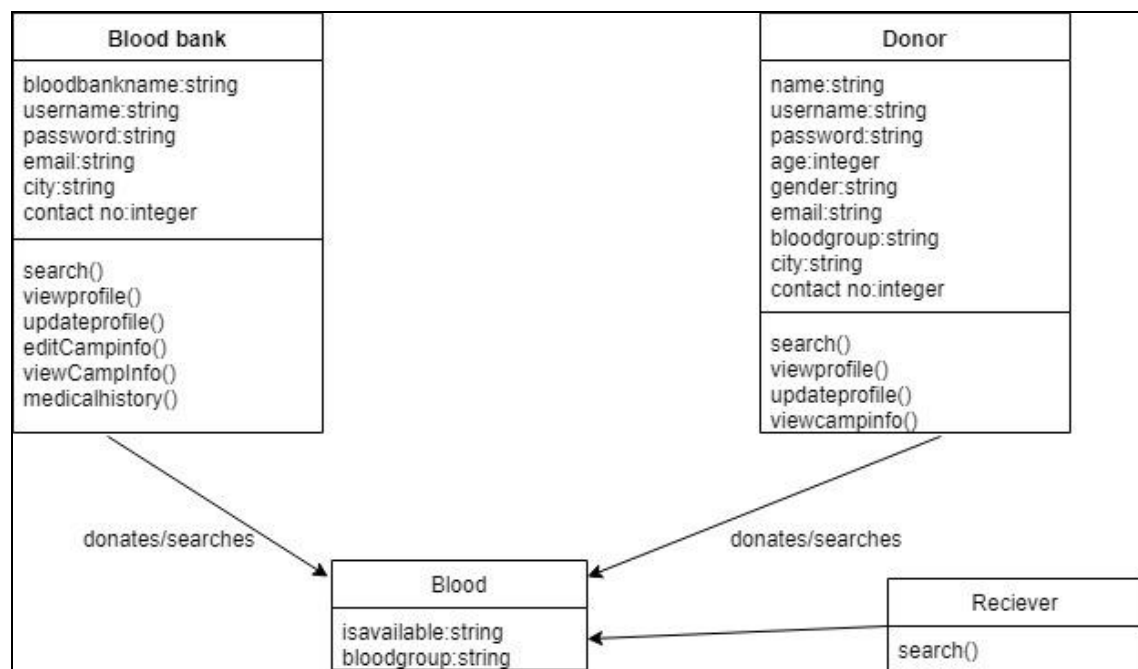 Blood bank
bloodbankname:string
username:string
password:string
email:string
city:string
contact no:integer
search()
viewprofile()
updateprofile()
editCampinfo()
viewCampInfo()
medicalhistory()
Donor
name:string
username:string
password:string
age:integer
gender:string
email:string
bloodgroup:string
city:string
contact no:integer
search()
viewprofile()
updateprofile()
viewcampinfo()
donates/searches
donates/searches
Blood
isavailable:string
bloodgroup:string
Reciever
search()